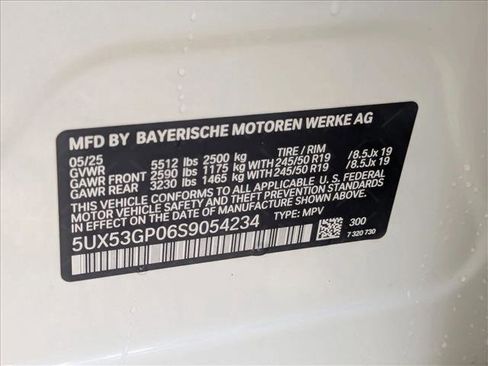 MFD BY BAYERISCHE MOTOREN WERKE AG
05/25 TIRE / RIM
GVWR 5512 lbs 2500 kg
GAWR FRONT 2590 lbs 1175 kg WITH 245/50 R19 /8.5Jx 19
GAWR REAR 3230 lbs 1465 kg WITH 245/50 R19 /8.5Jx 19
THIS VEHICLE CONFORMS TO ALL APPLICABLE U.S. FEDERAL
MOTOR VEHICLE SAFETY AND THEFT PREVENTION STANDARDS
IN EFFECT ON THE DATE OF MANUFACTURE SHOWN ABOVE.
5UX53GP06S9054234 TYPE: MPV
300
7 320 730